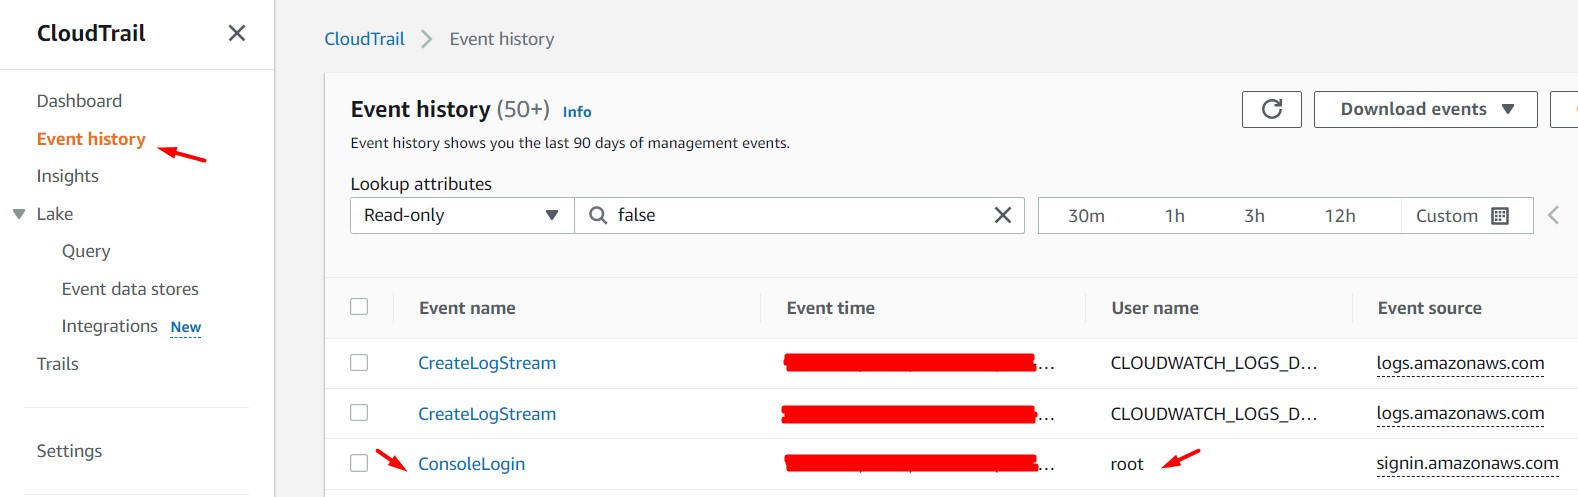 CloudTrail
Dashboard
Event history
Insights
Lake
Query
Event data stores
Integrations New
Trails
Settings
CloudTrail > Event history
Event history (50+) Info
Download events
Event history shows you the last 90 days of management events.
Lookup attributes
Read-only false 30m 1h 3h 12h Custom
Event name Event time User name Event source
CreateLogStream ... CLOUDWATCH_LOGS_D... logs.amazonaws.com
CreateLogStream ... CLOUDWATCH_LOGS_D... logs.amazonaws.com
ConsoleLogin ... root signin.amazonaws.com